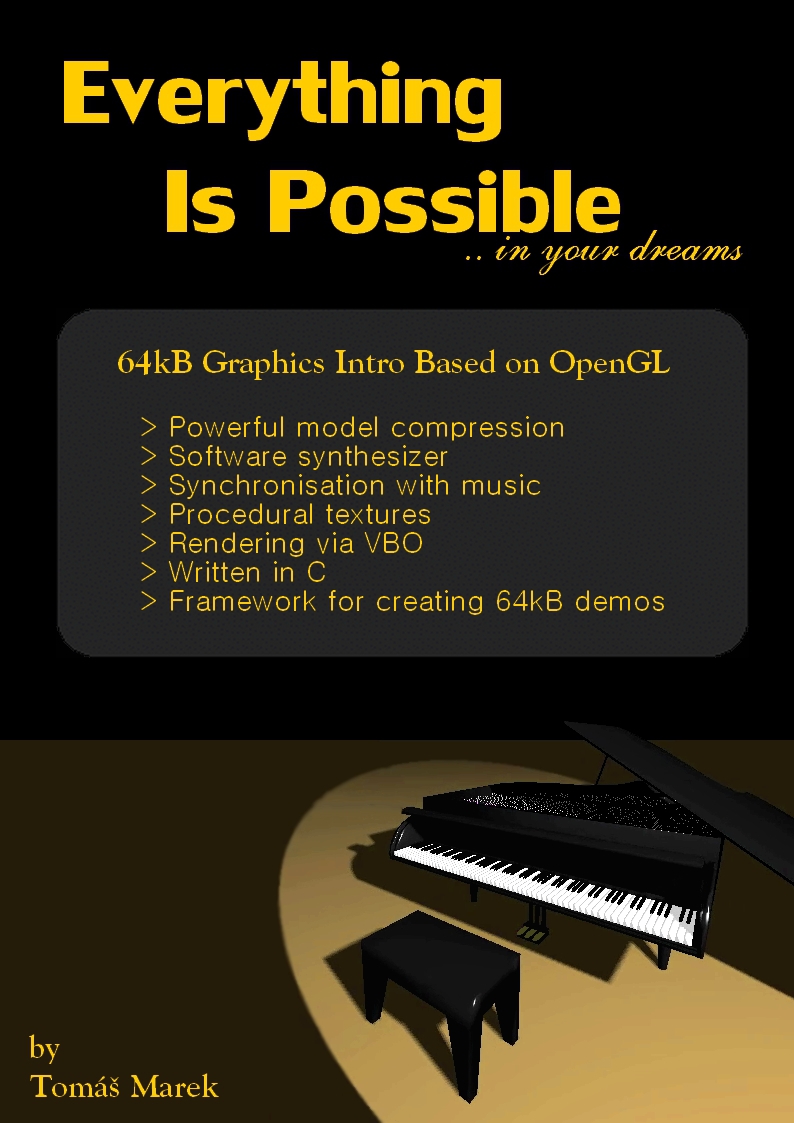 Everything
Is Possible
.. in your dreams
64kB Graphics Intro Based on OpenGL
> Powerful model compression
> Software synthesizer
> Synchronisation with music
> Procedural textures
> Rendering via VBO
> Written in C
> Framework for creating 64kB demos
by
Tomáš Marek